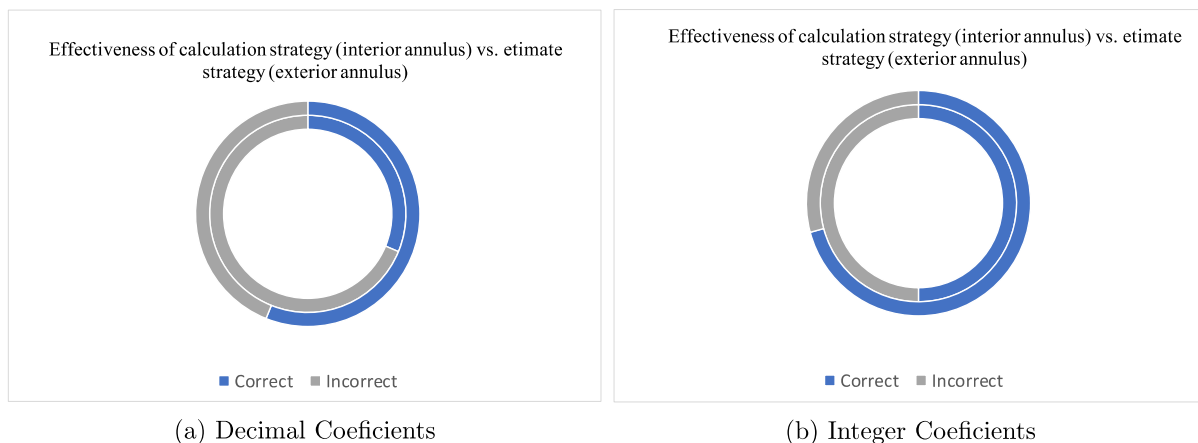 Effectiveness of calculation strategy (interior annulus) vs. etimate
strategy (exterior annulus)
Correct Incorrect
(a) Decimal Coeficients
Effectiveness of calculation strategy (interior annulus) vs. etimate
strategy (exterior annulus)
Correct Incorrect
(b) Integer Coeficients